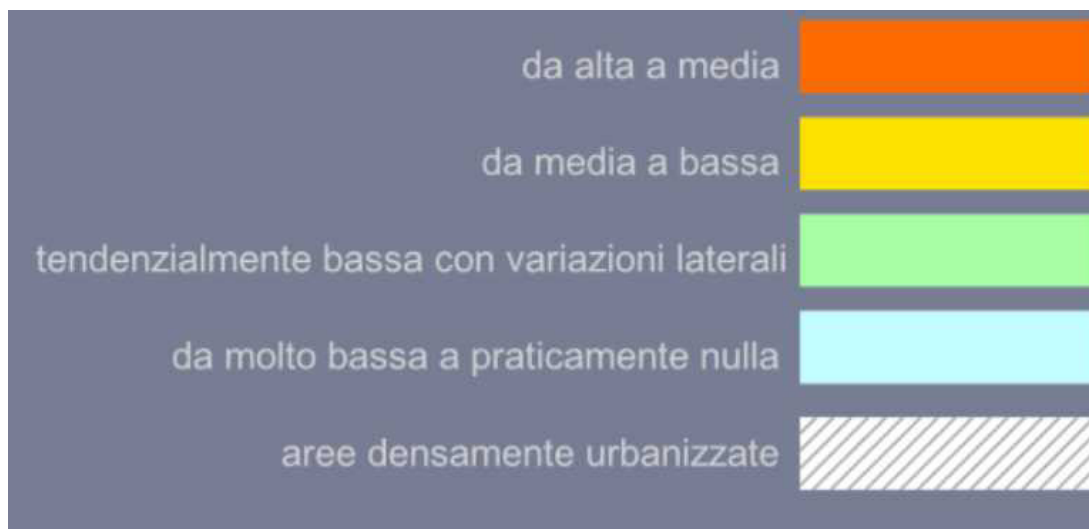 da alta a media
da media a bassa
tendenzialmente bassa con variazioni laterali
da molto bassa a praticamente nulla
aree densamente urbanizzate